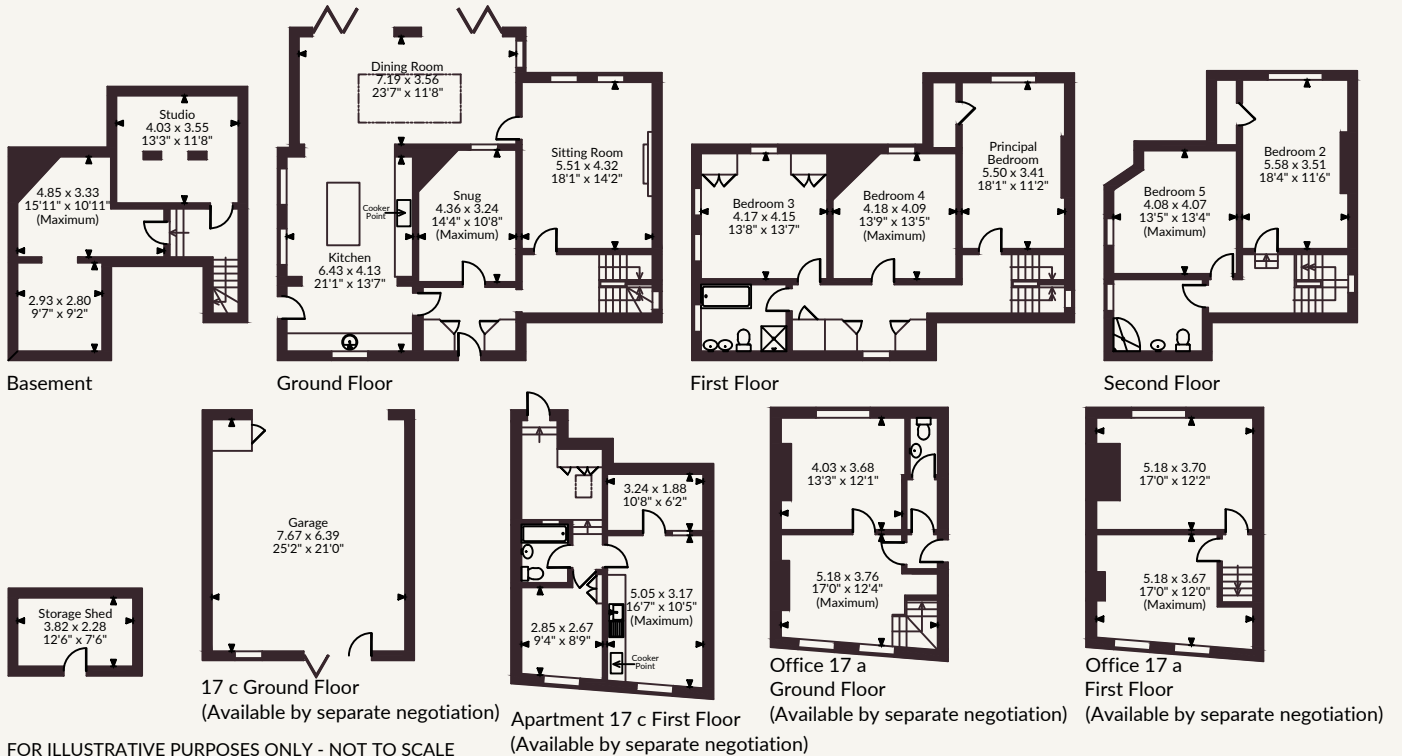 Studio
4.03 x 3.55
13'3" x 11'8"
4.85 x 3.33
15'11" x 10'11"
(Maximum)
2.93 x 2.80
9'7" x 9'2"
Basement
Dining Room
7.19 x 3.56
23'7" x 11'8"
Sitting Room
5.51 x 4.32
18'1" x 14'2"
Snug
4.36 x 3.24
14'4" x 10'8"
(Maximum)
Cooker
Point
Kitchen
6.43 x 4.13
21'1" x 13'7"
Ground Floor
Principal
Bedroom
5.50 x 3.41
18'1" x 11'2"
Bedroom 3
4.17 x 4.15
13'8" x 13'7"
Bedroom 4
4.18 x 4.09
13'9" x 13'5"
(Maximum)
First Floor
Bedroom 2
5.58 x 3.51
18'4" x 11'6"
Bedroom 5
4.08 x 4.07
13'5" x 13'4"
(Maximum)
Second Floor
Storage Shed
3.82 x 2.28
12'6" x 7'6"
Garage
7.67 x 6.39
25'2" x 21'0"
17 c Ground Floor
(Available by separate negotiation)
3.24 x 1.88
10'8" x 6'2"
5.05 x 3.17
16'7" x 10'5"
(Maximum)
2.85 x 2.67
9'4" x 8'9"
Cooker
Point
Apartment 17 c First Floor
(Available by separate negotiation)
4.03 x 3.68
13'3" x 12'1"
5.18 x 3.76
17'0" x 12'4"
(Maximum)
Office 17 a
Ground Floor
(Available by separate negotiation)
5.18 x 3.70
17'0" x 12'2"
5.18 x 3.67
17'0" x 12'0"
(Maximum)
Office 17 a
First Floor
(Available by separate negotiation)
FOR ILLUSTRATIVE PURPOSES ONLY - NOT TO SCALE